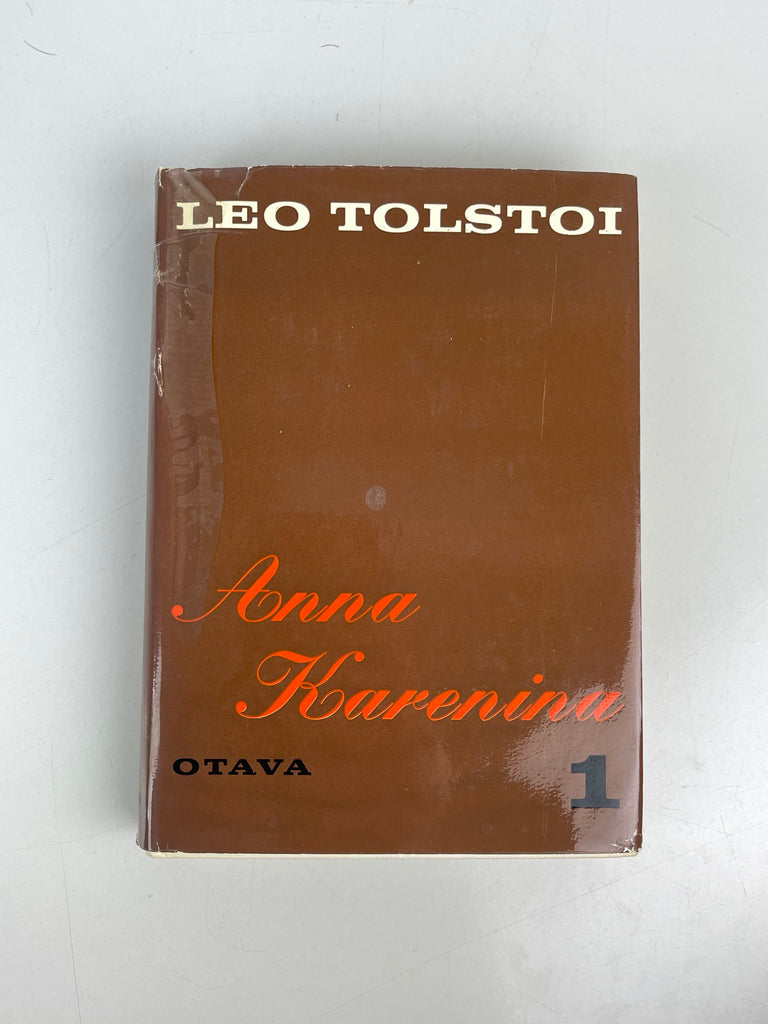 LEO TOLSTOI
Anna
Karenina
OTAVA
1